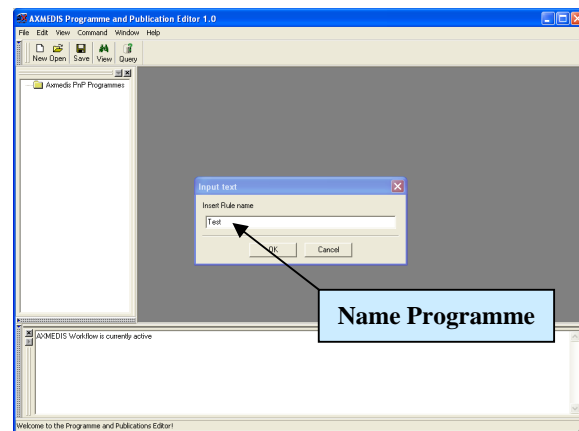 AXMEDIS Programme and Publication Editor 1.0
File Edit View Command Window Help
New Open Save View Query
Axmedis PnP Programmes
Input text
Insert Rule name
Test
OK Cancel
Name Programme
AXMEDIS Workflow is currently active
Welcome to the Programme and Publications Editor!